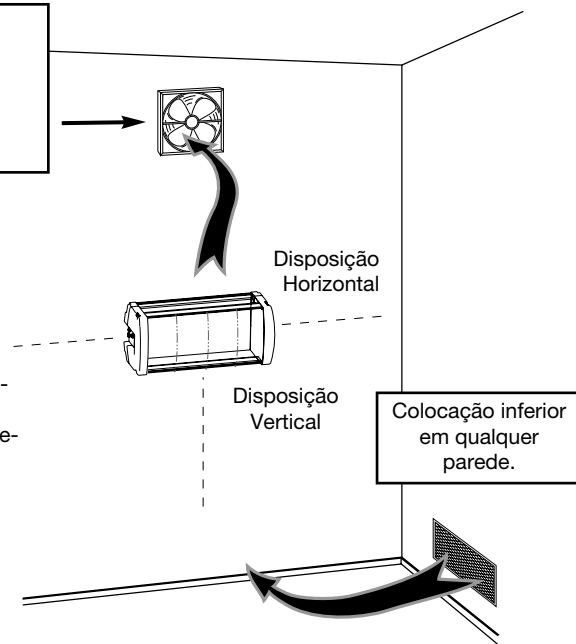 Disposição
Horizontal
-
Disposição
Vertical
e-
Colocação inferior
em qualquer
parede.